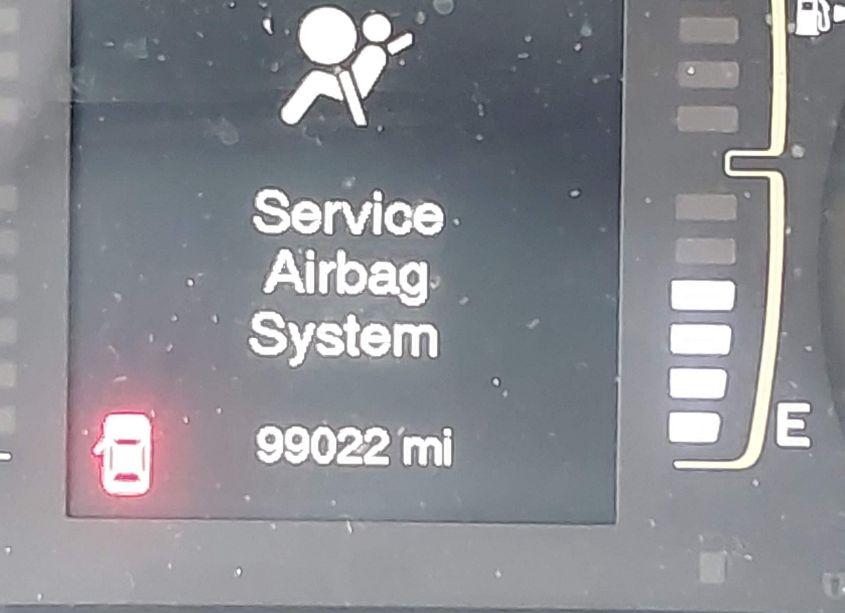 Service
Airbag
System
99022 mi
E